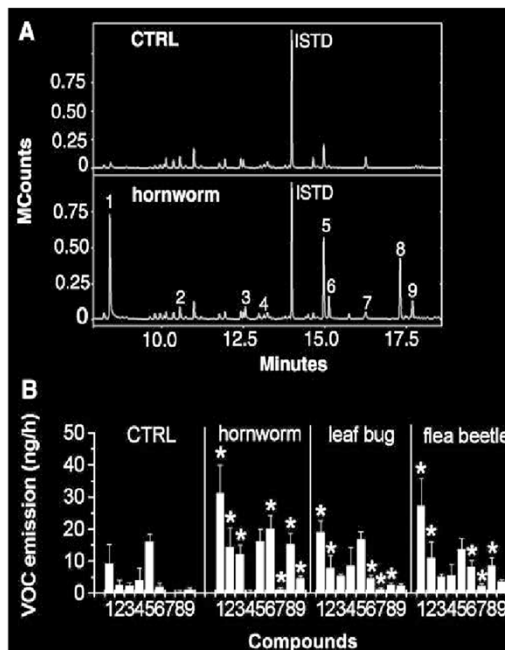 A
CTRL
ISTD
0.75
0.50
0.25
0
MCounts
hornworm
ISTD
0.75
0.50
0.25
0
1
2
3
4
5
6
7
8
9
10.0 12.5 15.0 17.5
Minutes
B
VOC emission (ng/h)
50
40
30
20
10
0
CTRL hornworm leaf bug flea beetle
* * * * * * *
* * * * *
* * * * *
123456789 123456789 123456789 123456789
Compounds